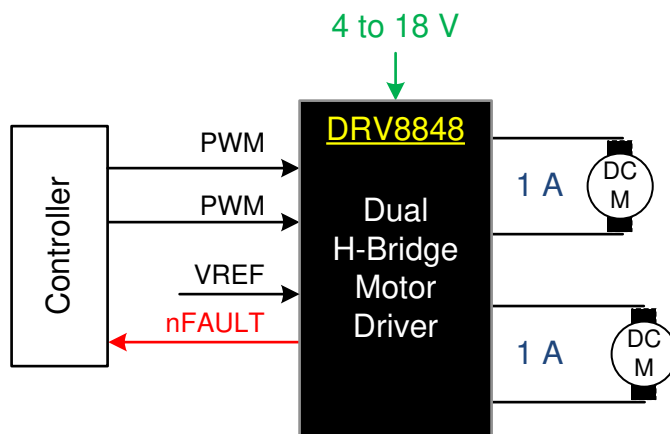 4 to 18 V
Controller
PWM
PWM
VREF
nFAULT
DRV8848
Dual
H-Bridge
Motor
Driver
1 A
DC
M
1 A
DC
M